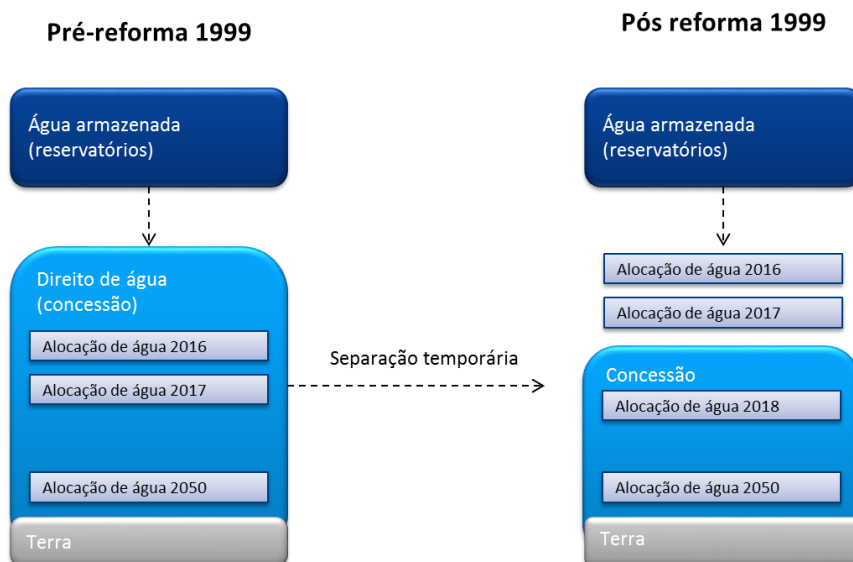 Pré-reforma 1999
Água armazenada
(reservatórios)
Direito de água
(concessão)
Alocação de água 2016
Alocação de água 2017
Alocação de água 2050
Terra
Separação temporária
Pós reforma 1999
Água armazenada
(reservatórios)
Alocação de água 2016
Alocação de água 2017
Concessão
Alocação de água 2018
Alocação de água 2050
Terra